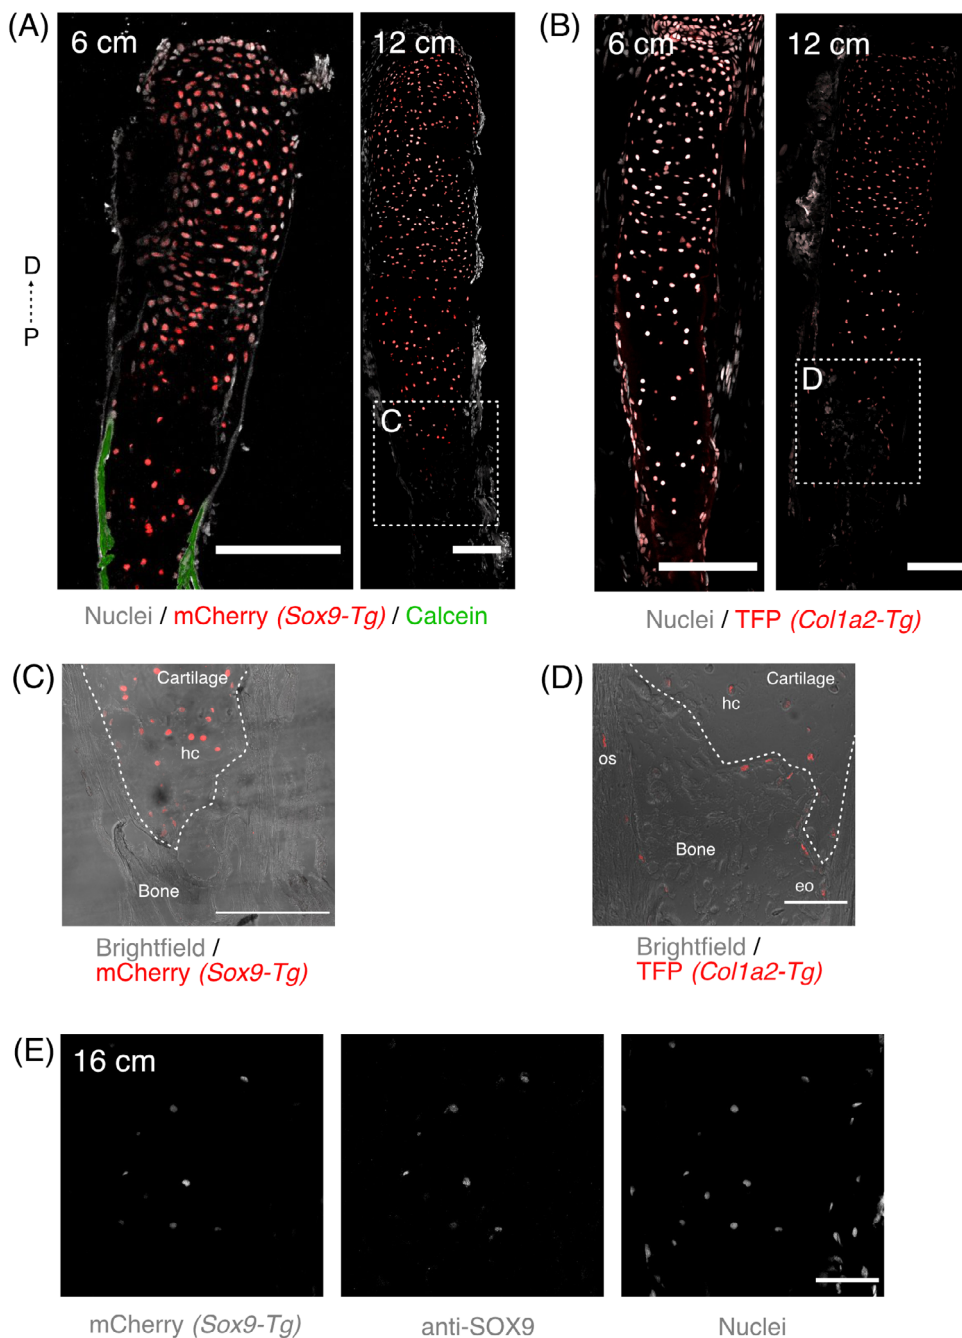 (A)
6 cm
12 cm
(B)
6 cm
12 cm
D
P
C
D
Nuclei / mCherry (Sox9-Tg) / Calcein
Nuclei / TFP (Col1a2-Tg)
(C)
Cartilage
hc
Bone
Brightfield /
mCherry (Sox9-Tg)
(D)
Cartilage
hc
os
Bone
eo
Brightfield /
TFP (Col1a2-Tg)
(E)
16 cm
mCherry (Sox9-Tg)
anti-SOX9
Nuclei